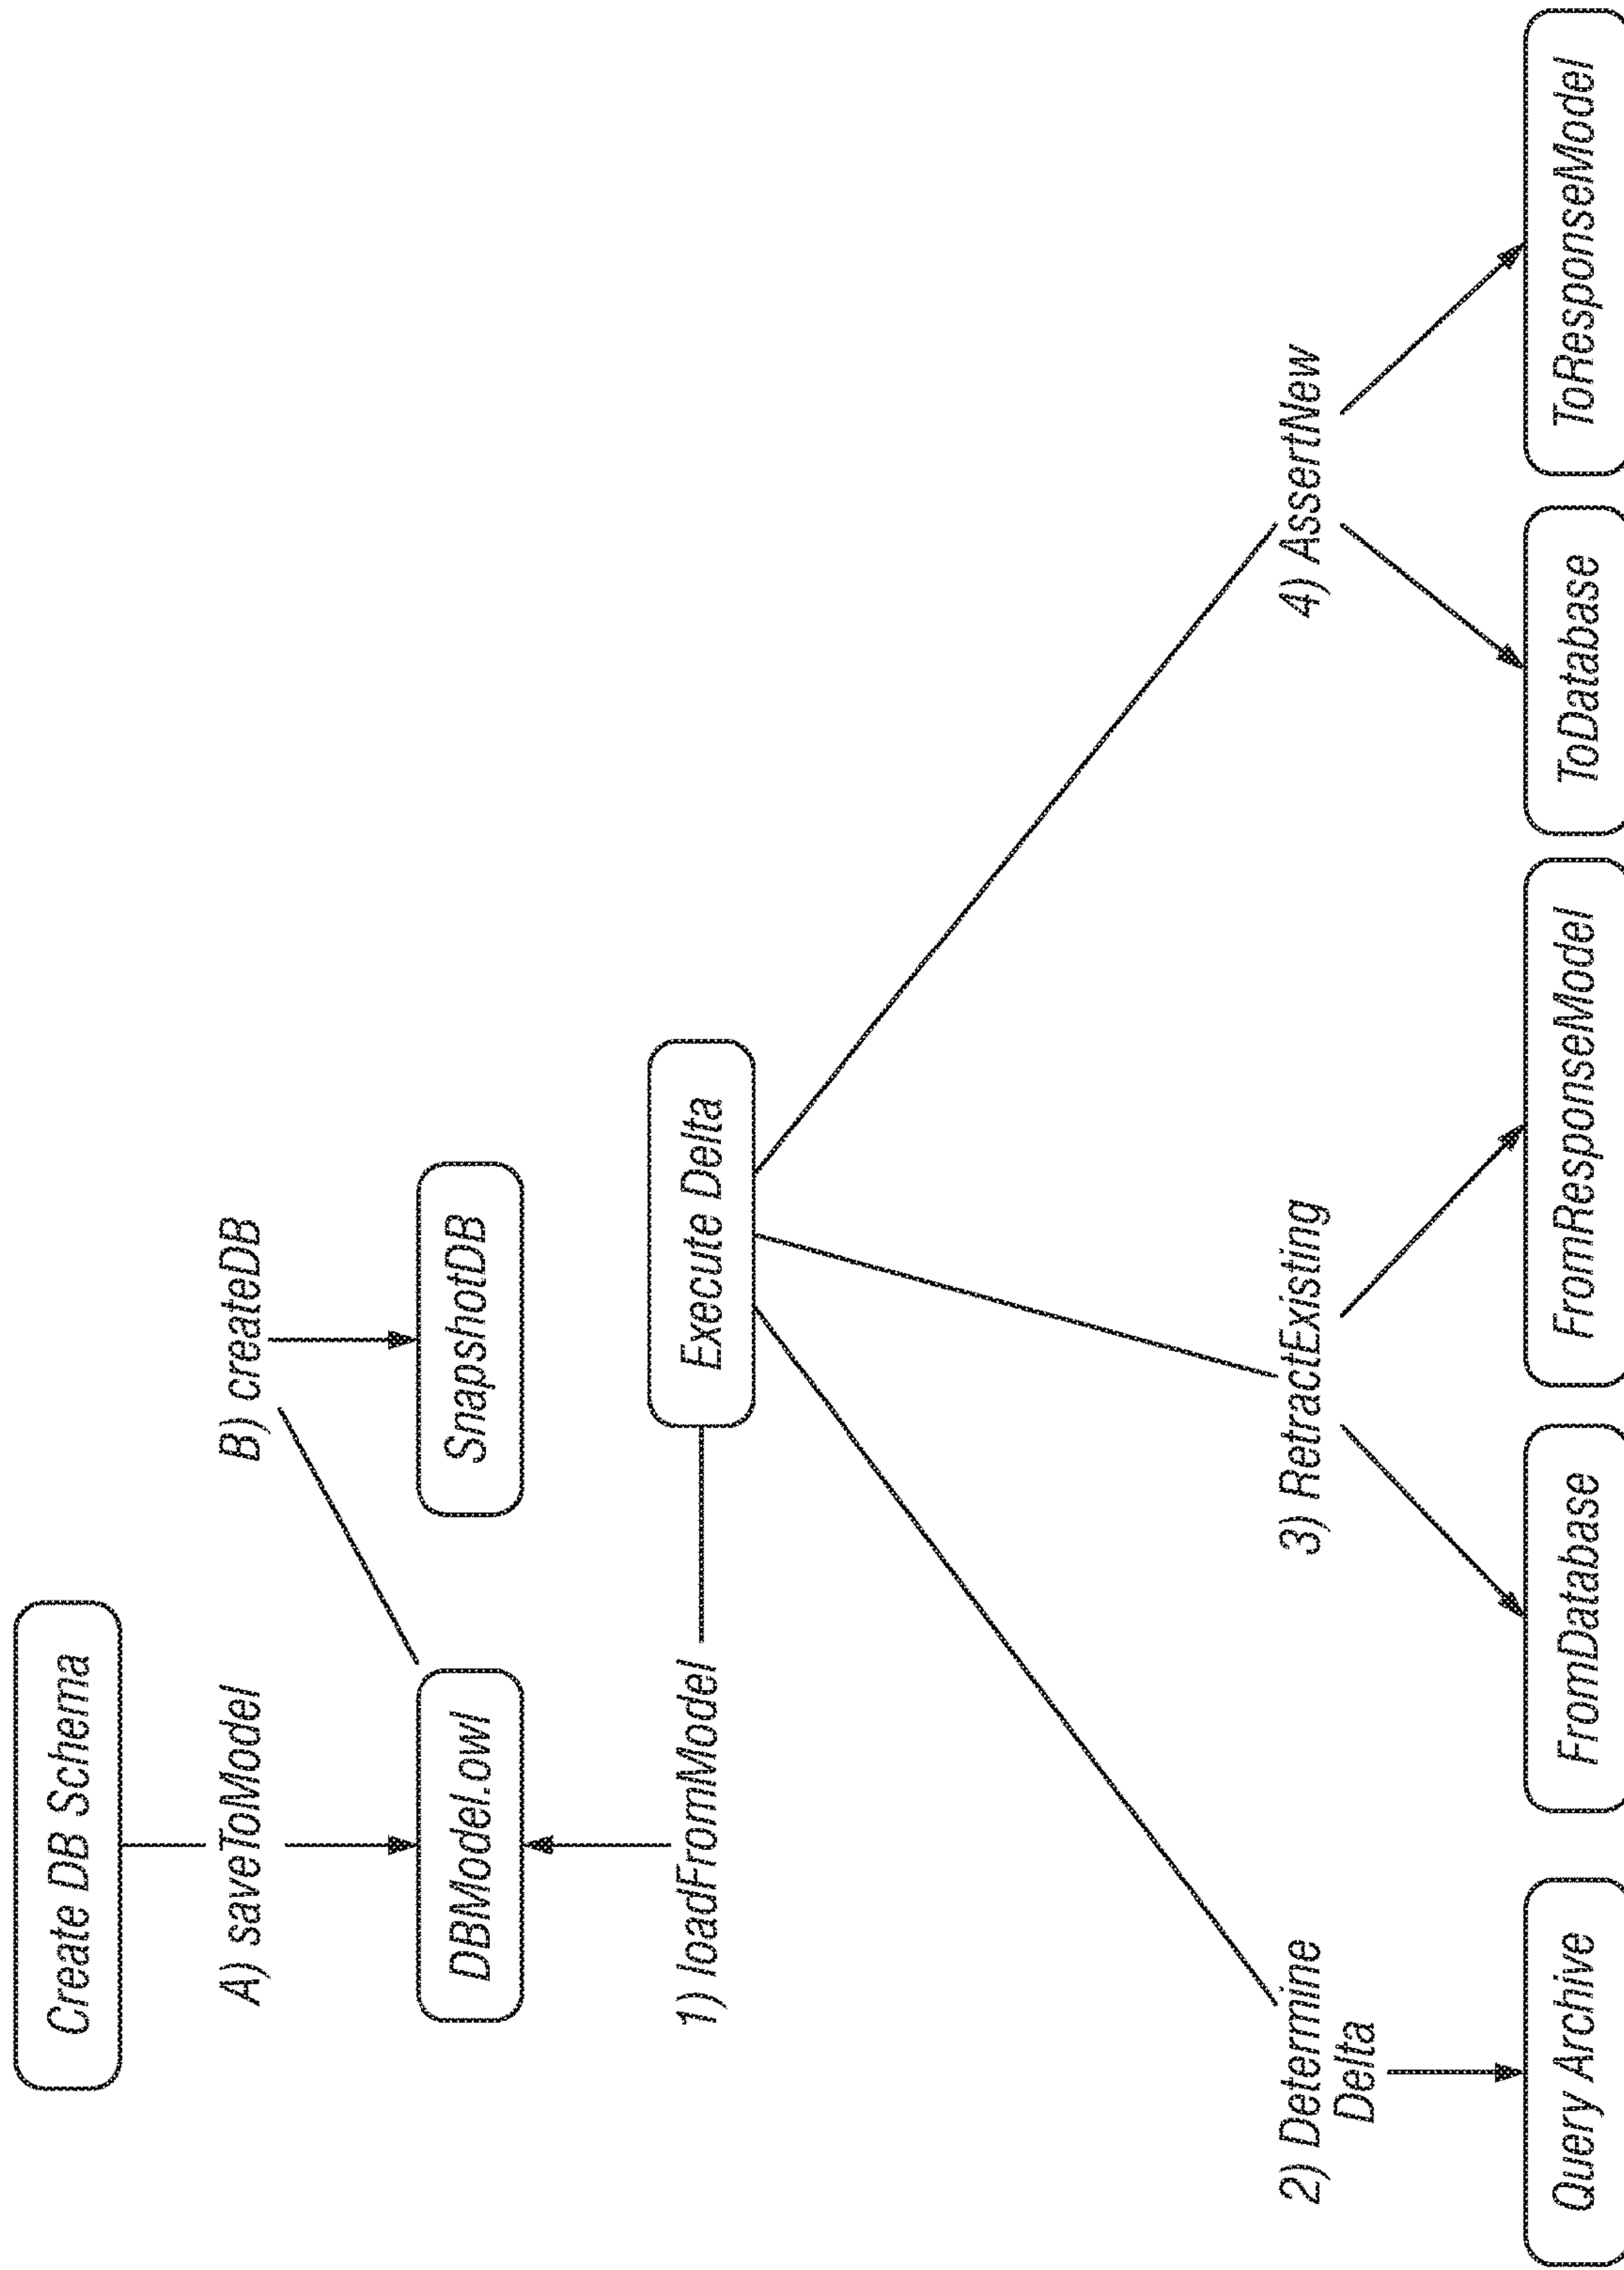 Create DB Schema
A) saveToModel
B) createDB
DBModel.owl
SnapshotDB
1) loadFromModel
Execute Delta
2) Determine
Delta
3) RetractExisting
4) AssertNew
Query Archive
FromDatabase
FromResponseModel
ToDatabase
ToResponseModel